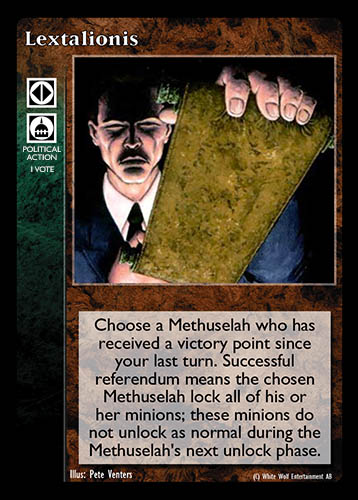 Lextalionis
POLITICAL
ACTION
1 VOTE
Choose a Methuselah who has
received a victory point since
your last turn. Successful
referendum means the chosen
Methuselah lock all of his or
her minions; these minions do
not unlock as normal during the
Methuselah's next unlock phase.
Illus: Pete Venters
(C) White Wolf Entertainment AB